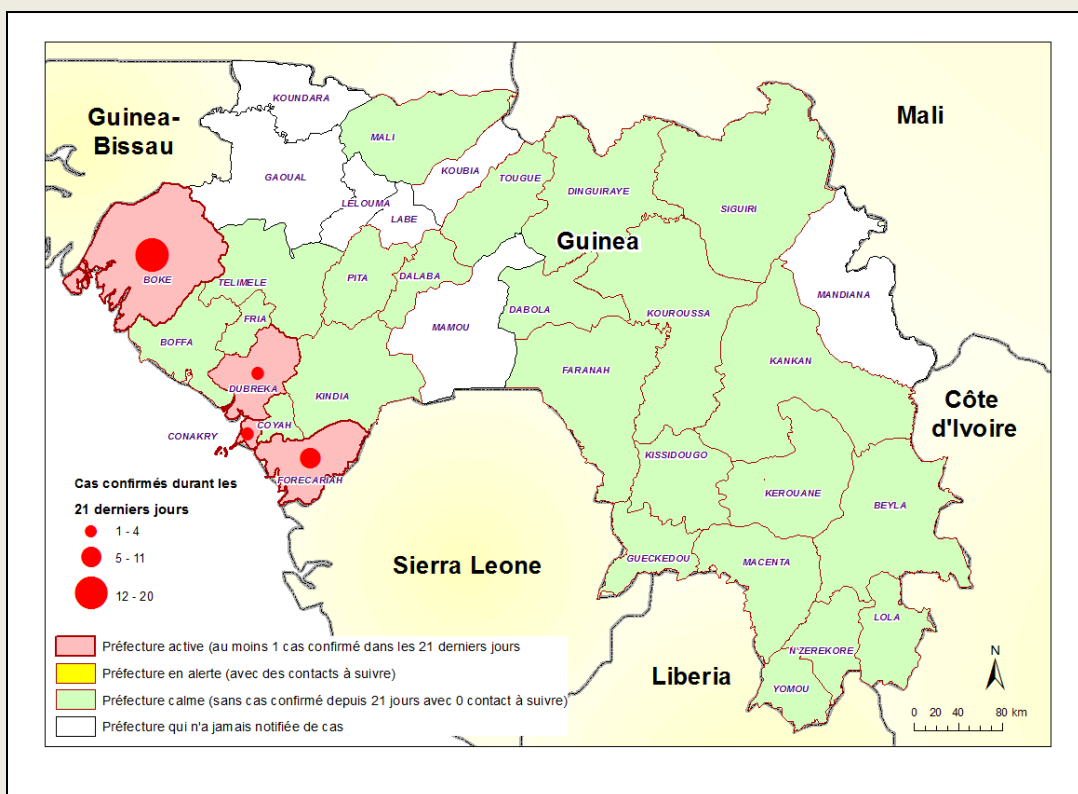 Guinea-
Bissau
KOUNDARA
Mali
MALI
KOUBIA
GAOUAL
TOUGUE
DINGUIRAYE
LELOUMA
LABE
SIGUIRI
Guinea
BOKE
TELIMELE
PITA
DALABA
MANDIANA
FRIA
DABOLA
KOUROUSSA
BOFFA
MAMOU
KANKAN
FARANAH
DUBREKA
KINDIA
Côte
d'Ivoire
COYAH
CONAKRY
KISSIDOUGO
FORECARIAH
Cas confirmés durant les
21 derniers jours
1 - 4
5 - 11
12 - 20
KEROUANE
BEYLA
GUECKEDOU
MACENTA
Sierra Leone
LOLA
N'ZEREKORE
Liberia
YOMOU
N
0 20 40 80 km
Préfecture active (au moins 1 cas confirmé dans les 21 derniers jours
Préfecture en alerte (avec des contacts à suivre)
Préfecture calme (sans cas confirmé depuis 21 jours avec 0 contact à suivre)
Préfecture qui n'a jamais notifiée de cas